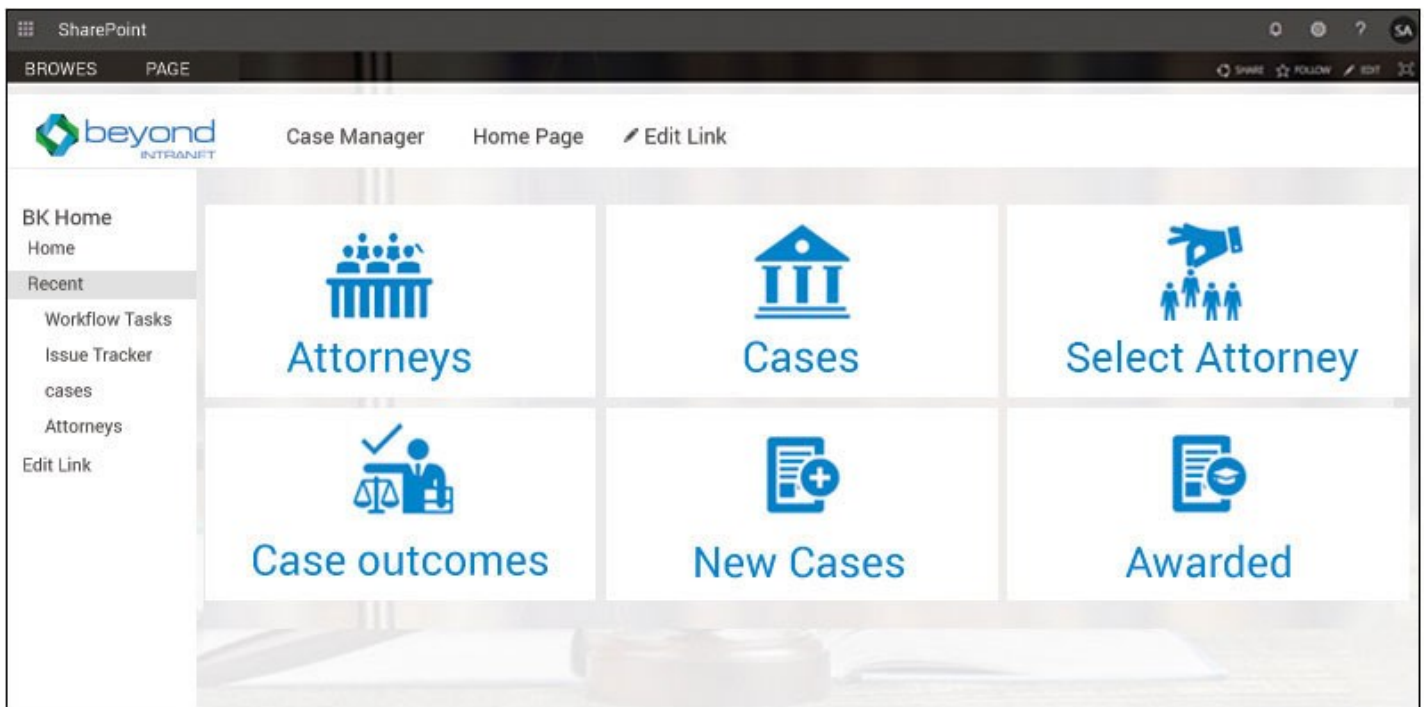 SharePoint
? SA
BROWES PAGE
SHARE FOLLOW EDIT
beyond
INTRANET
Case Manager Home Page Edit Link
BK Home
Home
Recent
Workflow Tasks
Issue Tracker
cases
Attorneys
Edit Link
Attorneys Cases Select Attorney
Case outcomes New Cases Awarded